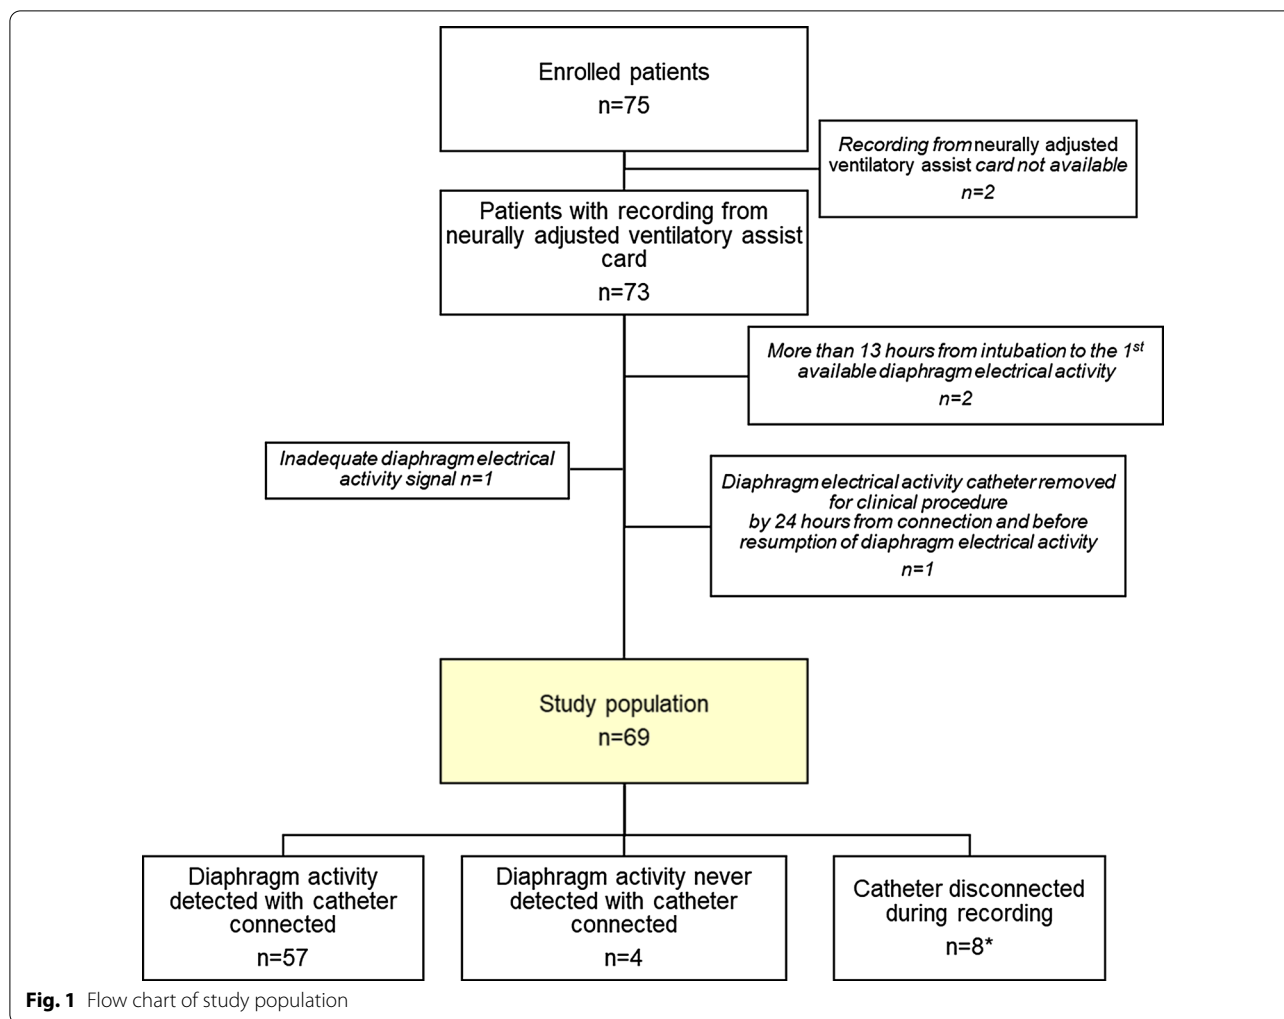 Enrolled patients
n=75
Recording from neurally adjusted
ventilatory assist card not available
n=2
Patients with recording from
neurally adjusted ventilatory assist
card
n=73
More than 13 hours from intubation to the 1st
available diaphragm electrical activity
n=2
Inadequate diaphragm electrical
activity signal n=1
Diaphragm electrical activity catheter removed
for clinical procedure
by 24 hours from connection and before
resumption of diaphragm electrical activity
n=1
Study population
n=69
Diaphragm activity
detected with catheter
connected
n=57
Diaphragm activity never
detected with catheter
connected
n=4
Catheter disconnected
during recording
n=8*
Fig. 1 Flow chart of study population